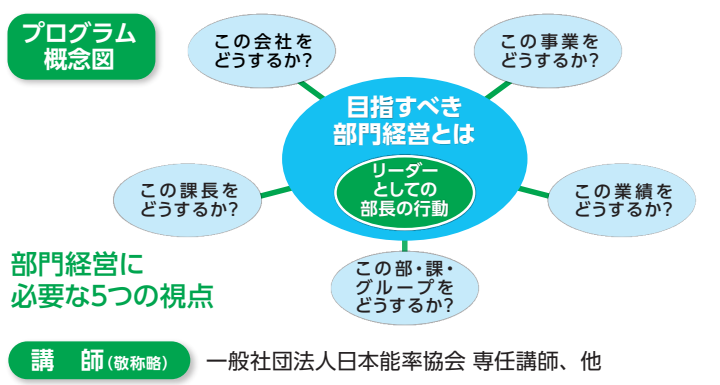 プログラム
概念図
この会社を
どうするか?
この事業を
どうするか?
目指すべき
部門経営とは
リーダー
としての
部長の行動
この課長を
どうするか?
この業績を
どうするか?
この部・課・
グループを
どうするか?
部門経営に
必要な5つの視点
講 師(敬称略) 一般社団法人日本能率協会 専任講師、他